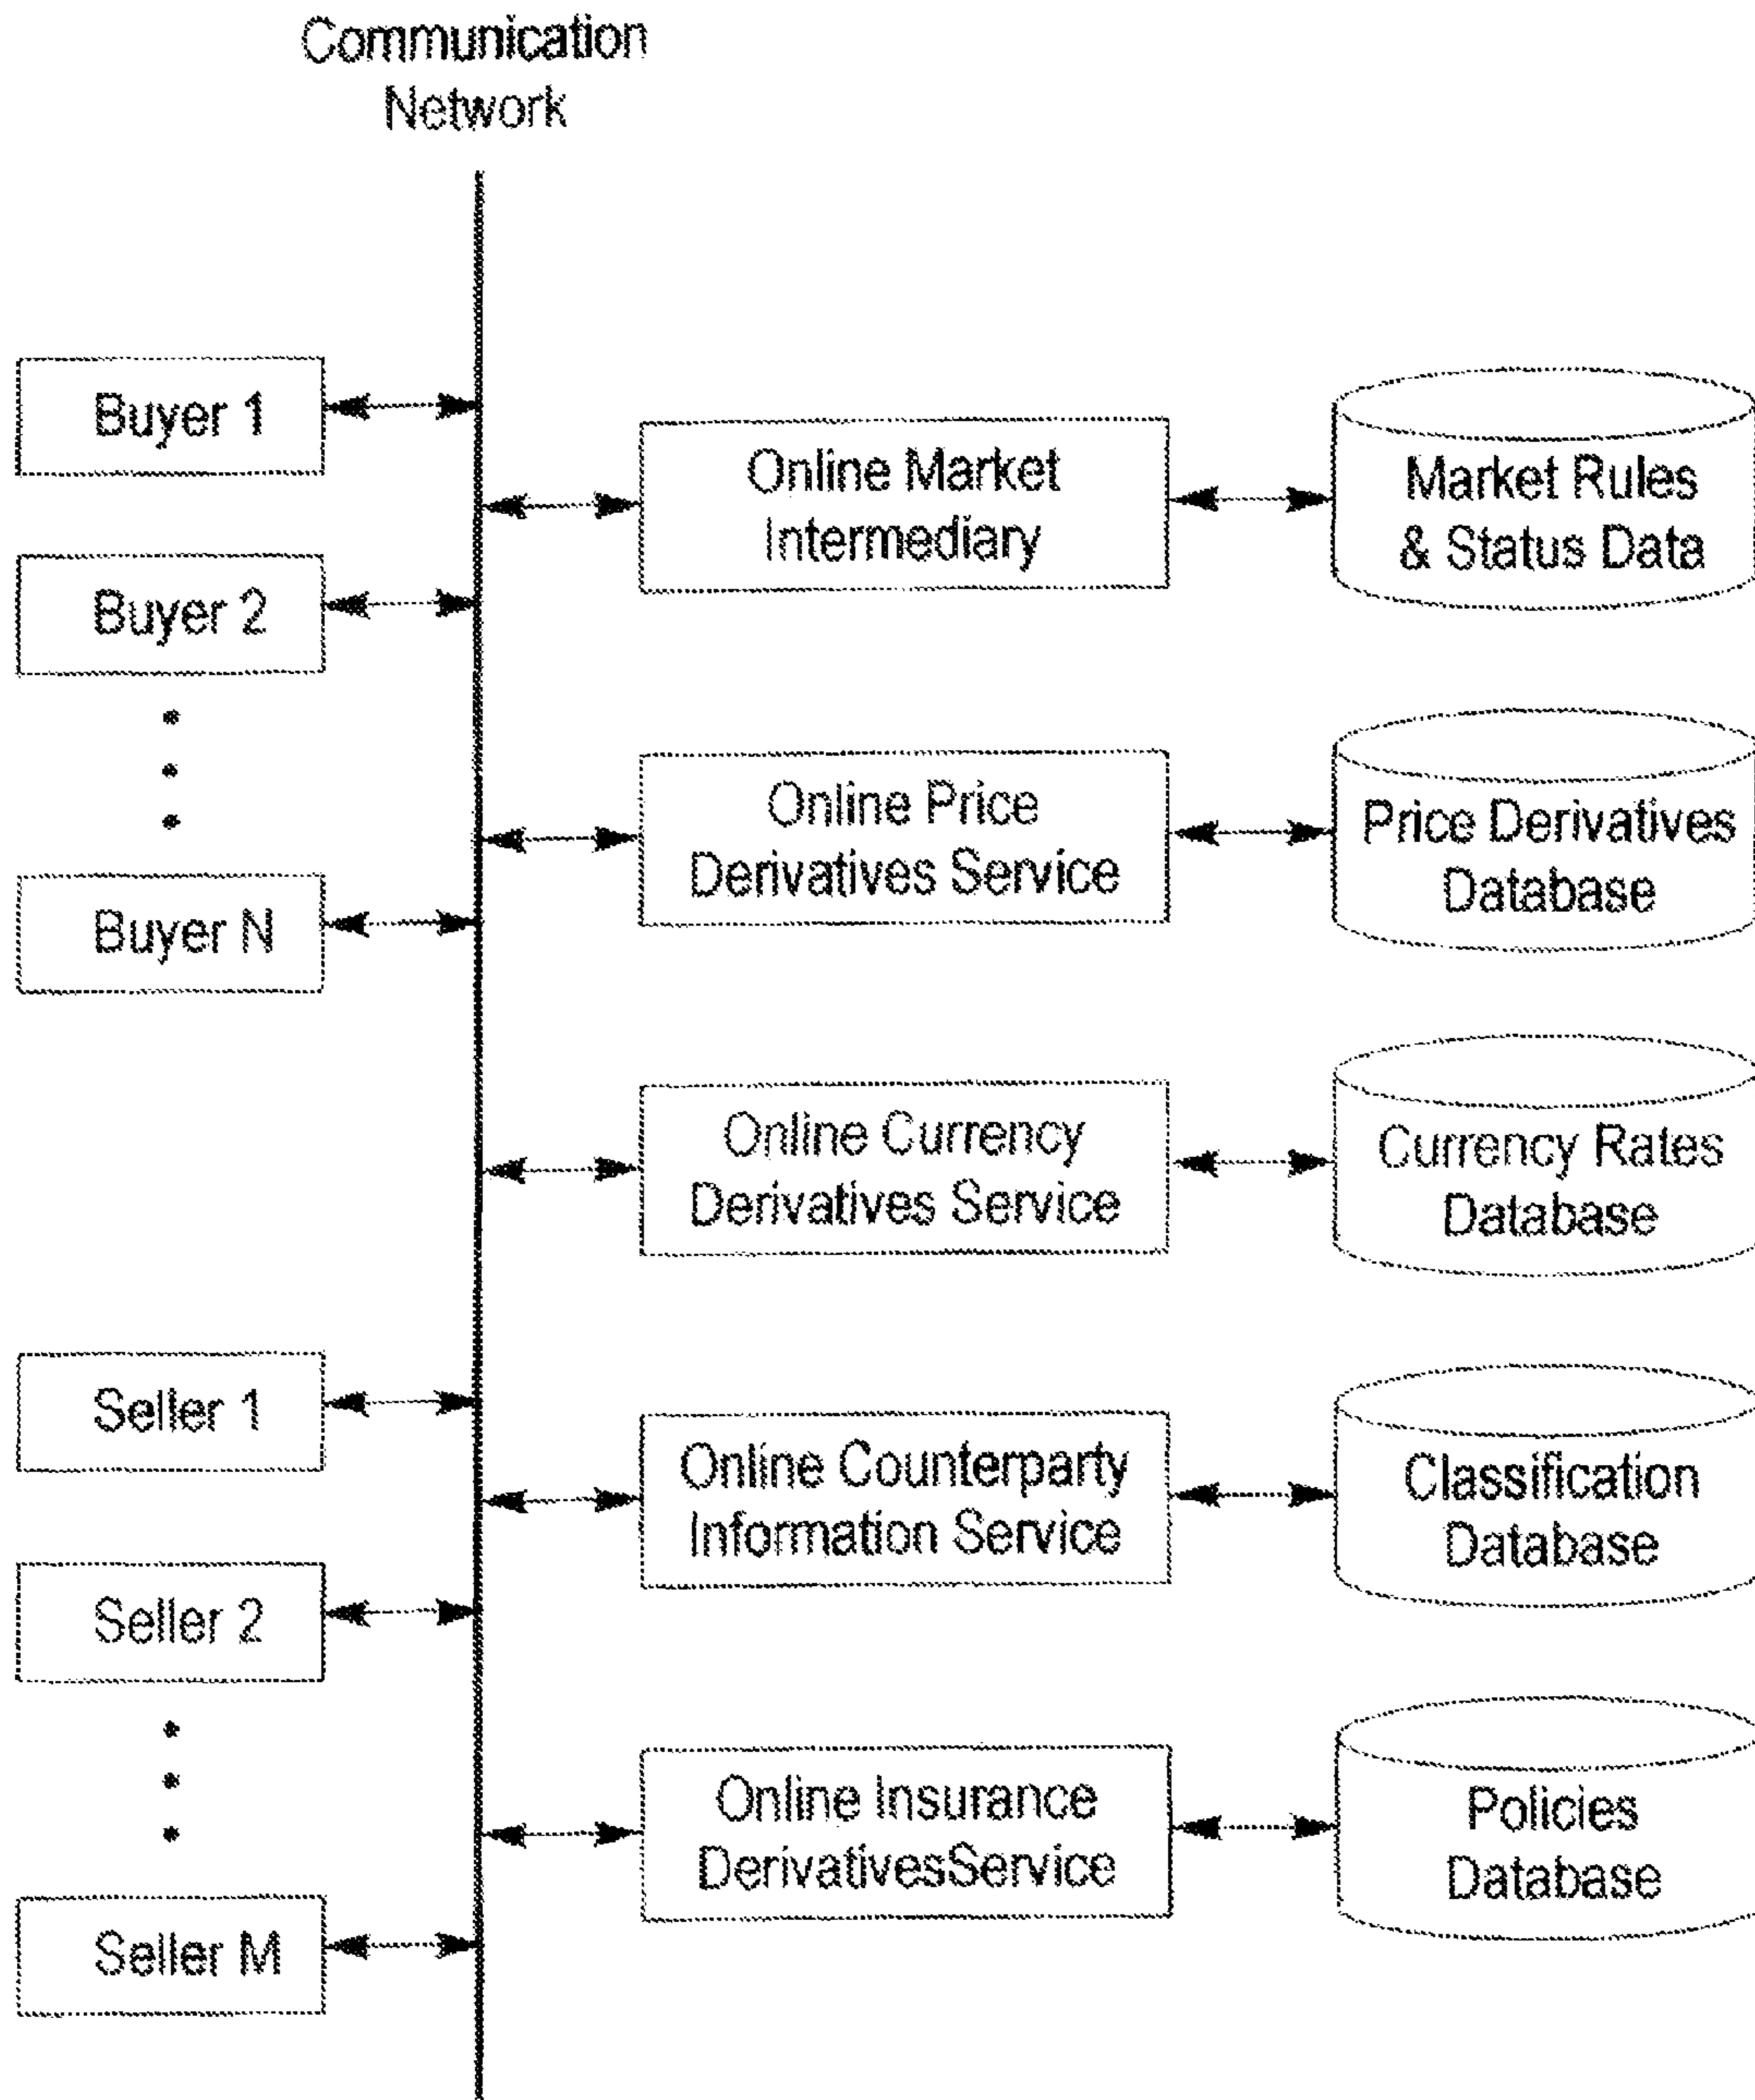 Communication
Network
Buyer 1
Buyer 2
Buyer N
Seller 1
Seller 2
Seller M
Online Market
Intermediary
Online Price
Derivatives Service
Online Currency
Derivatives Service
Online Counterparty
Information Service
Online Insurance
DerivativesService
Market Rules
& Status Data
Price Derivatives
Database
Currency Rates
Database
Classification
Database
Policies
Database